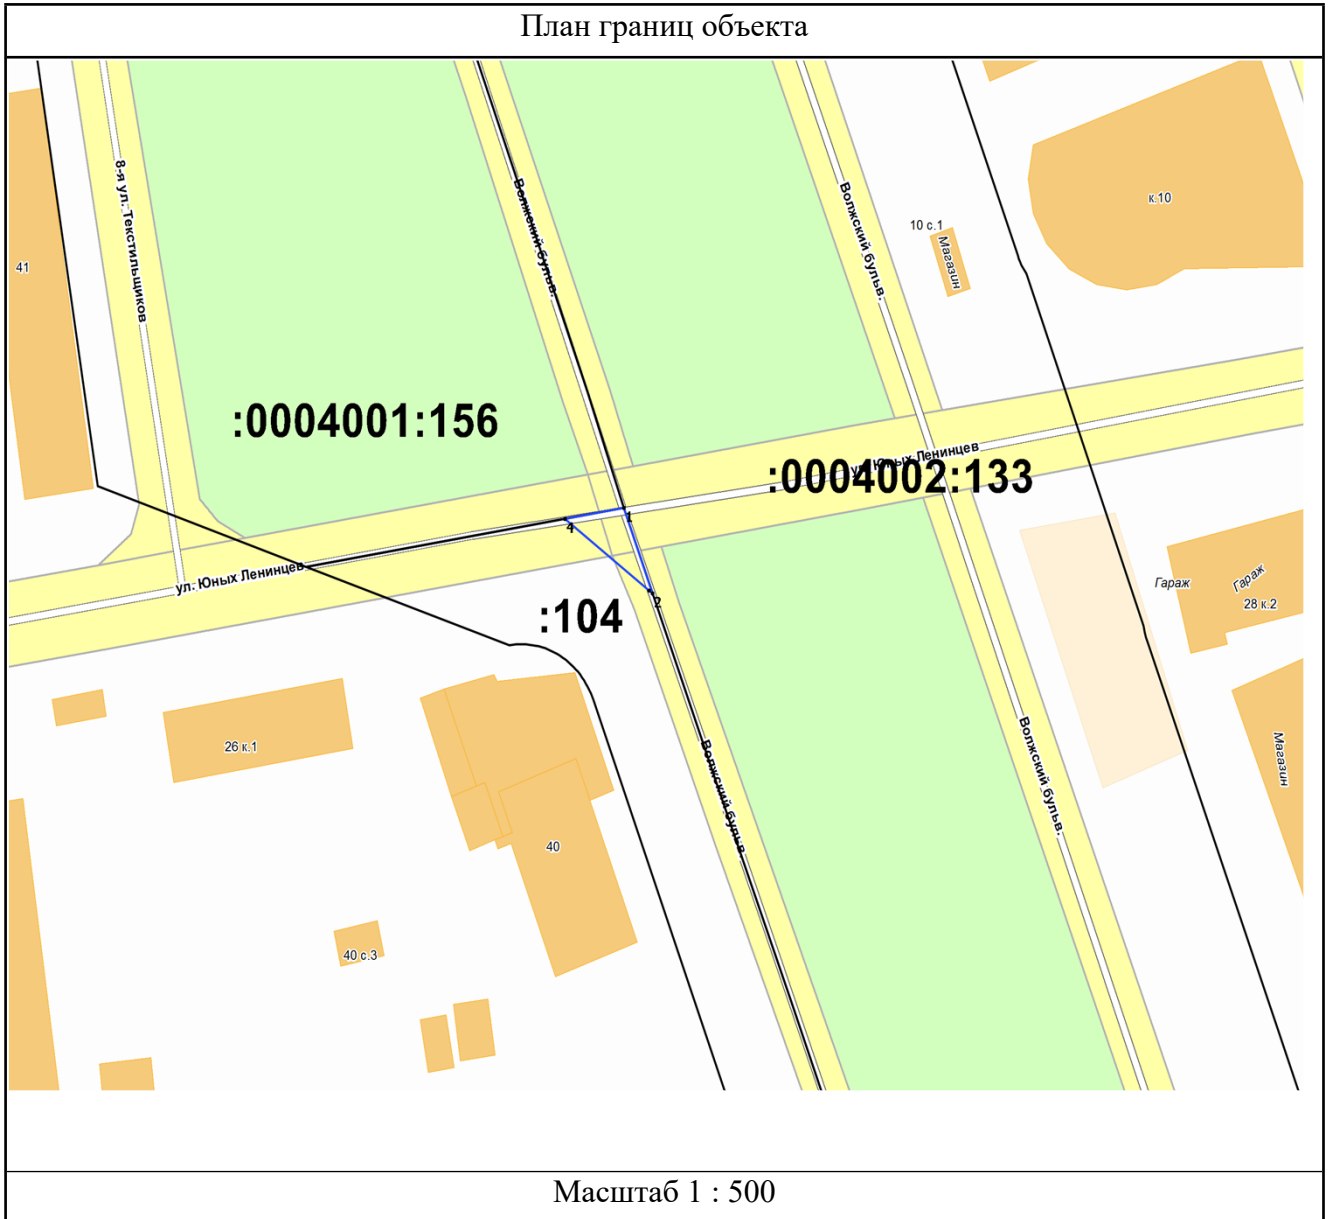 План границ объекта
8-я ул. Текстильщиков
Волжский бульв.
Волжский бульв.
к.10
10 с.1
Магазин
41
:0004001:156
ул. Юных Ленинцев
:0004002:133
1
4
ул. Юных Ленинцев
2
:104
Гараж
Гараж
28 к.2
26 к.1
Волжский бульв.
Волжский бульв.
Магазин
40
40 с.3
Масштаб 1 : 500